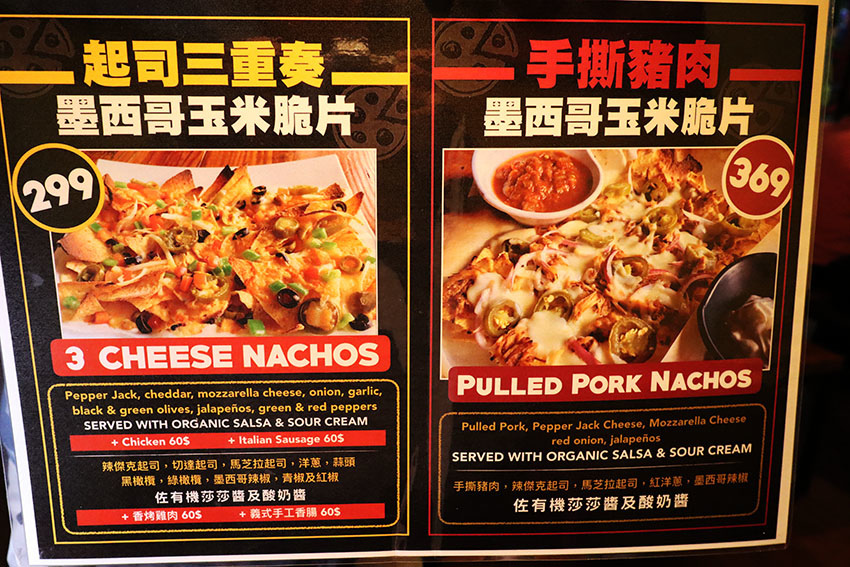 起司三重奏
墨西哥玉米脆片
299
3 CHEESE NACHOS
Pepper Jack, cheddar, mozzarella cheese, onion, garlic,
black & green olives, jalapeños, green & red peppers
SERVED WITH ORGANIC SALSA & SOUR CREAM
+ Chicken 60$ + Italian Sausage 60$
辣傑克起司，切達起司，馬芝拉起司，洋蔥，蒜頭
黑橄欖，綠橄欖，墨西哥辣椒，青椒及紅椒
佐有機莎莎醬及酸奶醬
+ 香烤雞肉 60$ + 義式手工香腸 60$
手撕豬肉
墨西哥玉米脆片
369
PULLED PORK NACHOS
Pulled Pork, Pepper Jack Cheese, Mozzarella Cheese
red onion, jalapeños
SERVED WITH ORGANIC SALSA & SOUR CREAM
手撕豬肉，辣傑克起司，馬芝拉起司，紅洋蔥，墨西哥辣椒
佐有機莎莎醬及酸奶醬